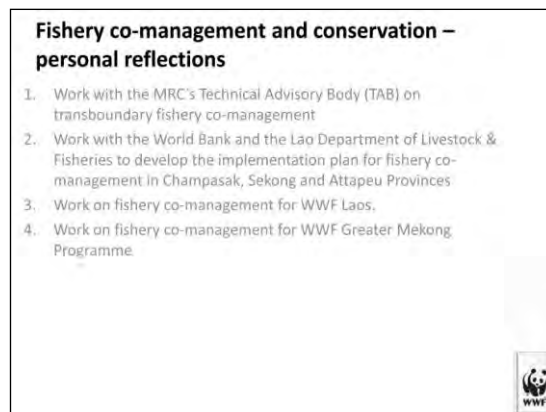 Fishery co-management and conservation –
personal reflections
1. Work with the MRC's Technical Advisory Body (TAB) on
transboundary fishery co-management
2. Work with the World Bank and the Lao Department of Livestock &
Fisheries to develop the implementation plan for fishery co-
management in Champasak, Sekong and Attapeu Provinces
3. Work on fishery co-management for WWF Laos.
4. Work on fishery co-management for WWF Greater Mekong
Programme
WWF